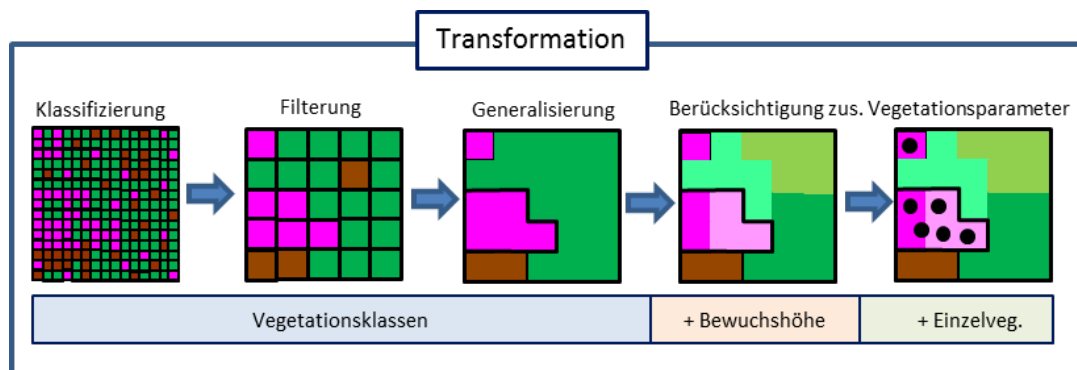 Transformation
Klassifizierung
Filterung
Generalisierung
Berücksichtigung zus. Vegetationsparameter
Vegetationsklassen
+ Bewuchshöhe
+ Einzelveg.